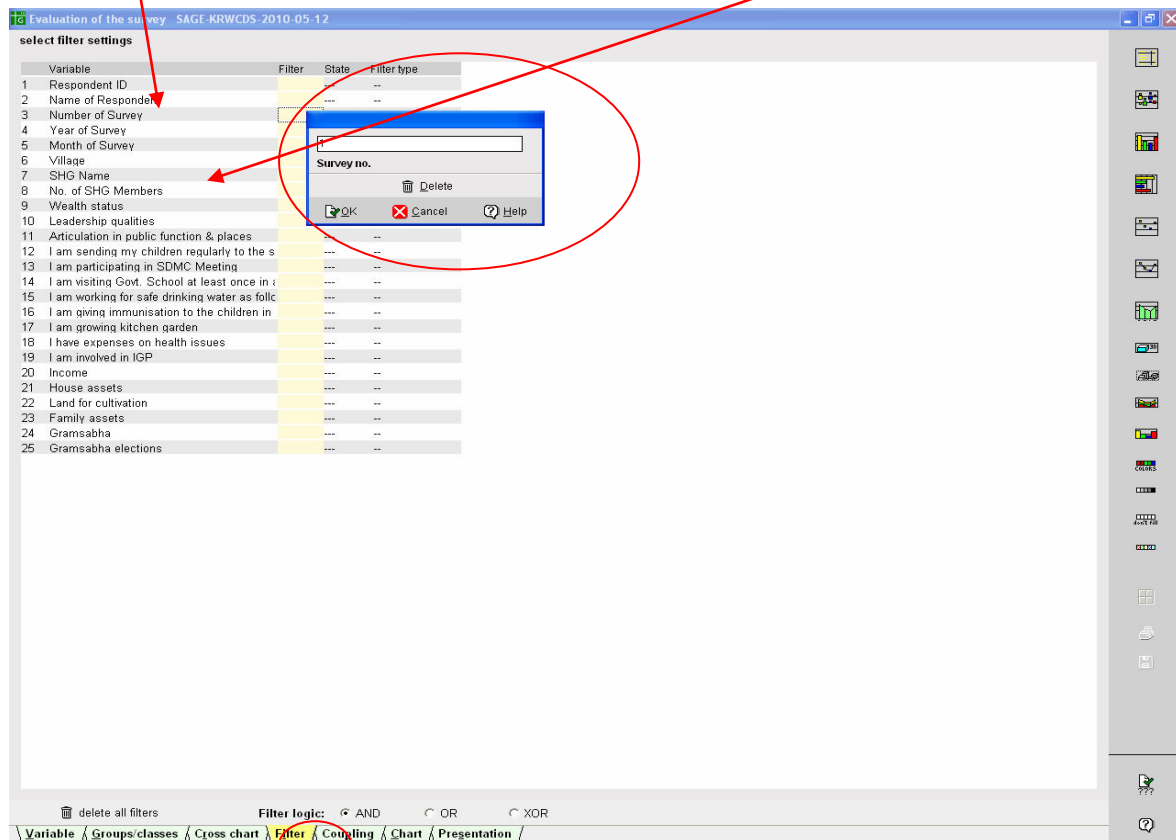 Evaluation of the survey SAGE-KRWCDS-2010-05-12
select filter settings
Variable Filter State Filter type
1 Respondent ID --- --
2 Name of Responden --- --
3 Number of Survey
4 Year of Survey
5 Month of Survey
6 Village
7 SHG Name
8 No. of SHG Members
9 Wealth status
10 Leadership qualities
11 Articulation in public function & places --- --
12 I am sending my children regularly to the s --- --
13 I am participating in SDMC Meeting --- --
14 I am visiting Govt. School at least once in --- --
15 I am working for safe drinking water as follc --- --
16 I am giving immunisation to the children in --- --
17 I am growing kitchen garden --- --
18 I have expenses on health issues --- --
19 I am involved in IGP --- --
20 Income --- --
21 House assets --- --
22 Land for cultivation --- --
23 Family assets --- --
24 Gramsabha --- --
25 Gramsabha elections --- --
1
Survey no.
Delete
OK Cancel Help
COLORS
don't fill
???
delete all filters Filter logic: AND OR XOR
Variable Groups/classes Cross chart Filter Coupling Chart Presentation